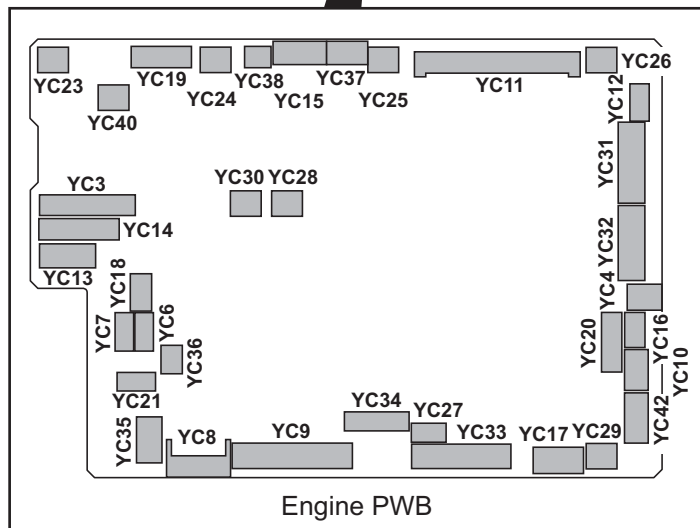 YC23
YC19
YC24
YC38
YC15
YC37
YC25
YC11
YC26
YC12
YC40
YC31
YC3
YC30
YC28
YC14
YC32
YC13
YC18
YC4
YC7
YC6
YC20
YC16
YC36
YC10
YC21
YC34
YC27
YC42
YC35
YC8
YC9
YC33
YC17
YC29
Engine PWB